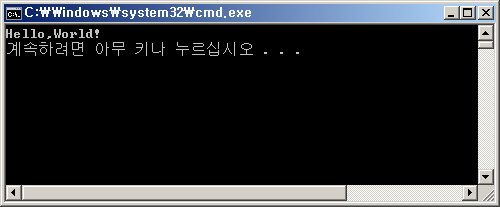 C:₩Windows₩system32₩cmd.exe
Hello,World!
계속하려면 아무 키나 누르십시오 . . .